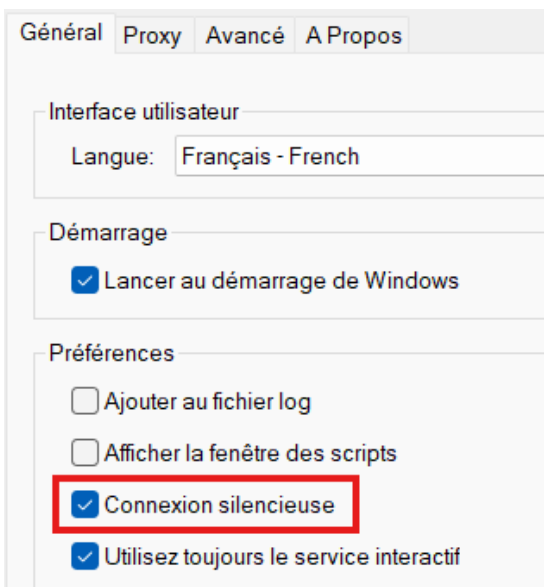 Général Proxy Avancé A Propos
Interface utilisateur
Langue: Français - French
Démarrage
Lancer au démarrage de Windows
Préférences
Ajouter au fichier log
Afficher la fenêtre des scripts
Connexion silencieuse
Utilisez toujours le service interactif